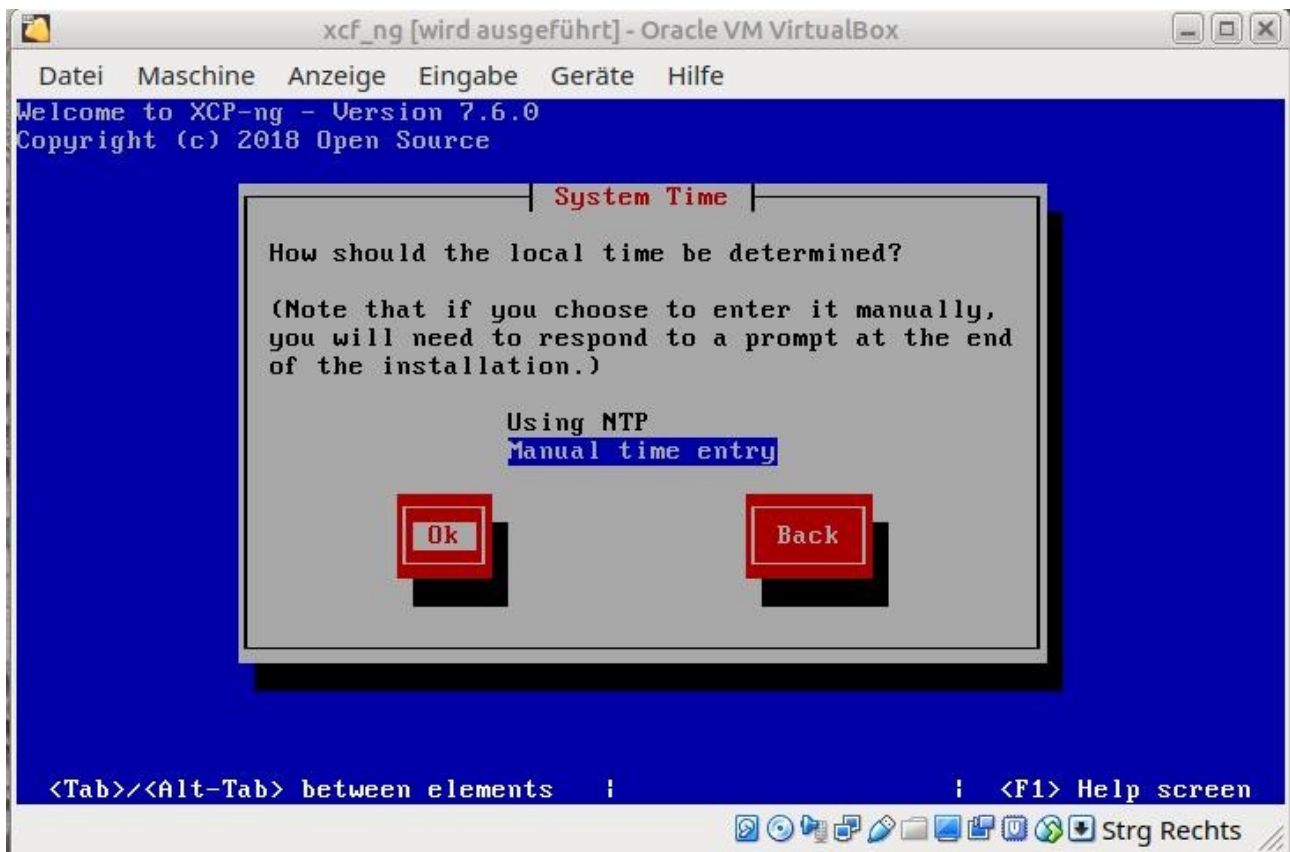 xcf_ng [wird ausgeführt] - Oracle VM VirtualBox
Datei Maschine Anzeige Eingabe Geräte Hilfe
Welcome to XCP-ng - Version 7.6.0
Copyright (c) 2018 Open Source
System Time
How should the local time be determined?
(Note that if you choose to enter it manually,
you will need to respond to a prompt at the end
of the installation.)
Using NTP
Manual time entry
Ok Back
<Tab>/<Alt-Tab> between elements | | <F1> Help screen
Strg Rechts